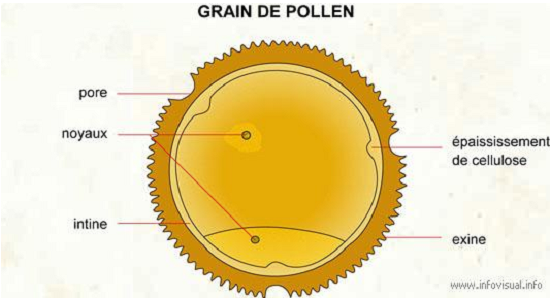 GRAIN DE POLLEN
pore
noyaux
épaississement
de cellulose
intine
exine
www.infovisual.info